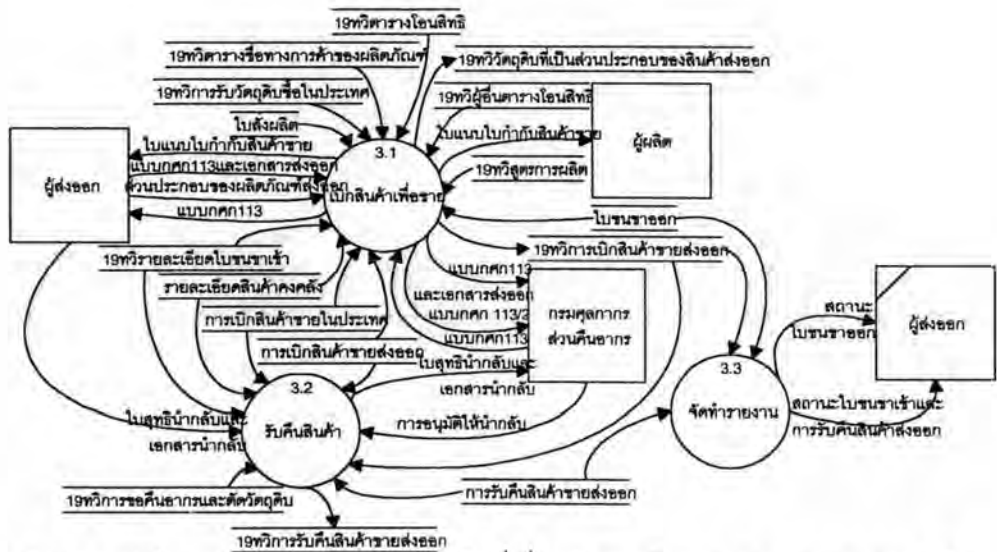 19ทวิตารางโอนสิทธิ
19ทวิตารางชื่อทางการค้าของผลิตภัณฑ์
19ทวิวัตถุดิบที่เป็นส่วนประกอบของสินค้าส่งออก
19ทวิการรับวัตถุดิบซื้อในประเทศ
19ทวิผู้อื่นตารางโอนสิทธิ
ใบสั่งผลิต
ใบแนบใบกำกับสินค้าขาย
ผู้ผลิต
ใบแนบใบกำกับสินค้าขาย
แบบกศก113และเอกสารส่งออก
3.1
เบิกสินค้าเพื่อขาย
19ทวิสูตรการผลิต
ผู้ส่งออก
ส่วนประกอบของผลิตภัณฑ์ส่งออก
แบบกศก113
ใบขนขาออก
19ทวิรายละเอียดใบขนขาเข้า
19ทวิการเบิกสินค้าขายส่งออก
แบบกศก113
และเอกสารส่งออก
รายละเอียดสินค้าคงคลัง
แบบกศก 113/2
กรมศุลกากร
ส่วนคืนอากร
การเบิกสินค้าขายในประเทศ
แบบกศก113
การเบิกสินค้าขายส่งออก
ใบสุทธินำกลับและ
เอกสารนำกลับ
สถานะ
ใบขนขาออก
ผู้ส่งออก
3.2
รับคืนสินค้า
3.3
จัดทำรายงาน
ใบสุทธินำกลับและ
เอกสารนำกลับ
การอนุมัติให้นำกลับ
สถานะใบขนขาเข้าและ
การรับคืนสินค้าส่งออก
19ทวิการขอคืนอากรและตัดวัตถุดิบ
การรับคืนสินค้าขายส่งออก
19ทวิการรับคืนสินค้าขายส่งออก